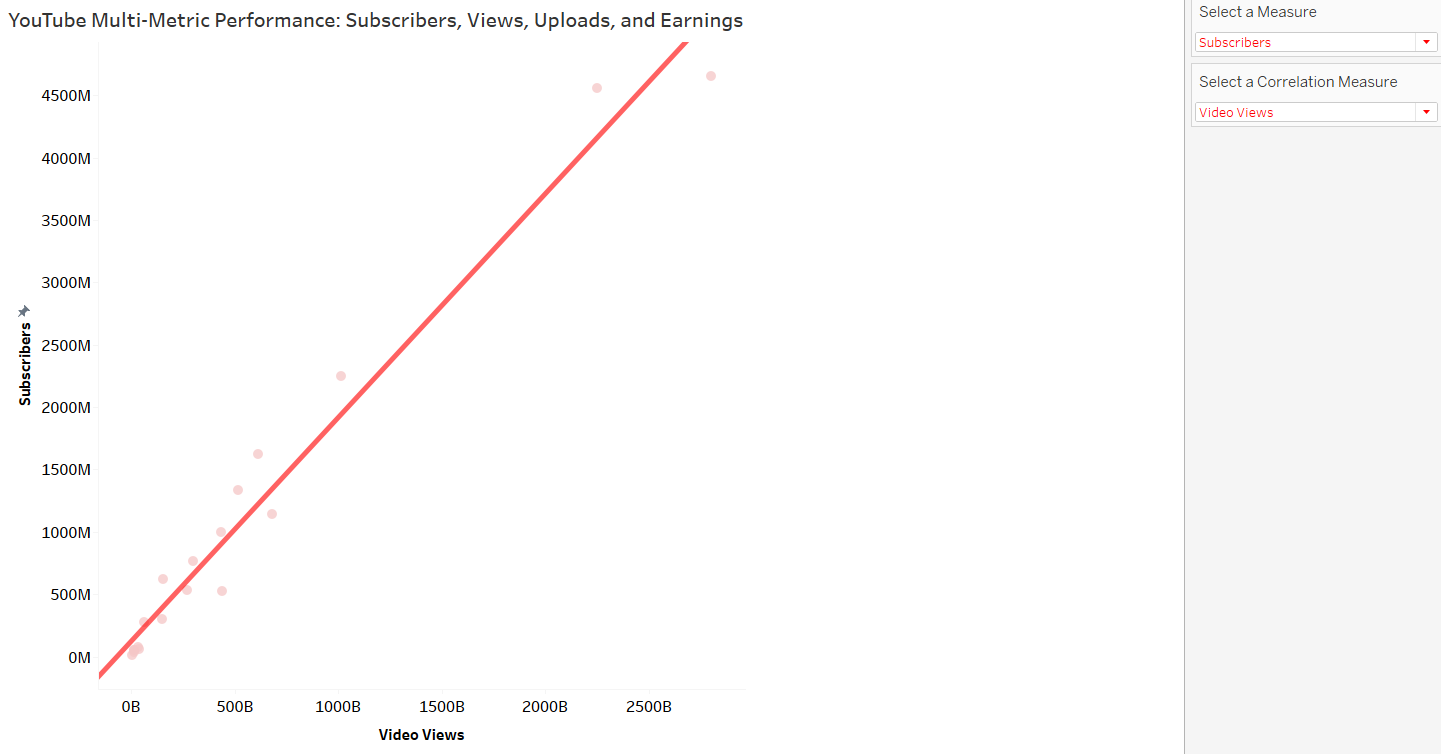 YouTube Multi-Metric Performance: Subscribers, Views, Uploads, and Earnings
4500M
4000M
3500M
3000M
2500M
2000M
1500M
1000M
500M
0M
Subscribers
0B 500B 1000B 1500B 2000B 2500B
Video Views
Select a Measure
Subscribers
Select a Correlation Measure
Video Views